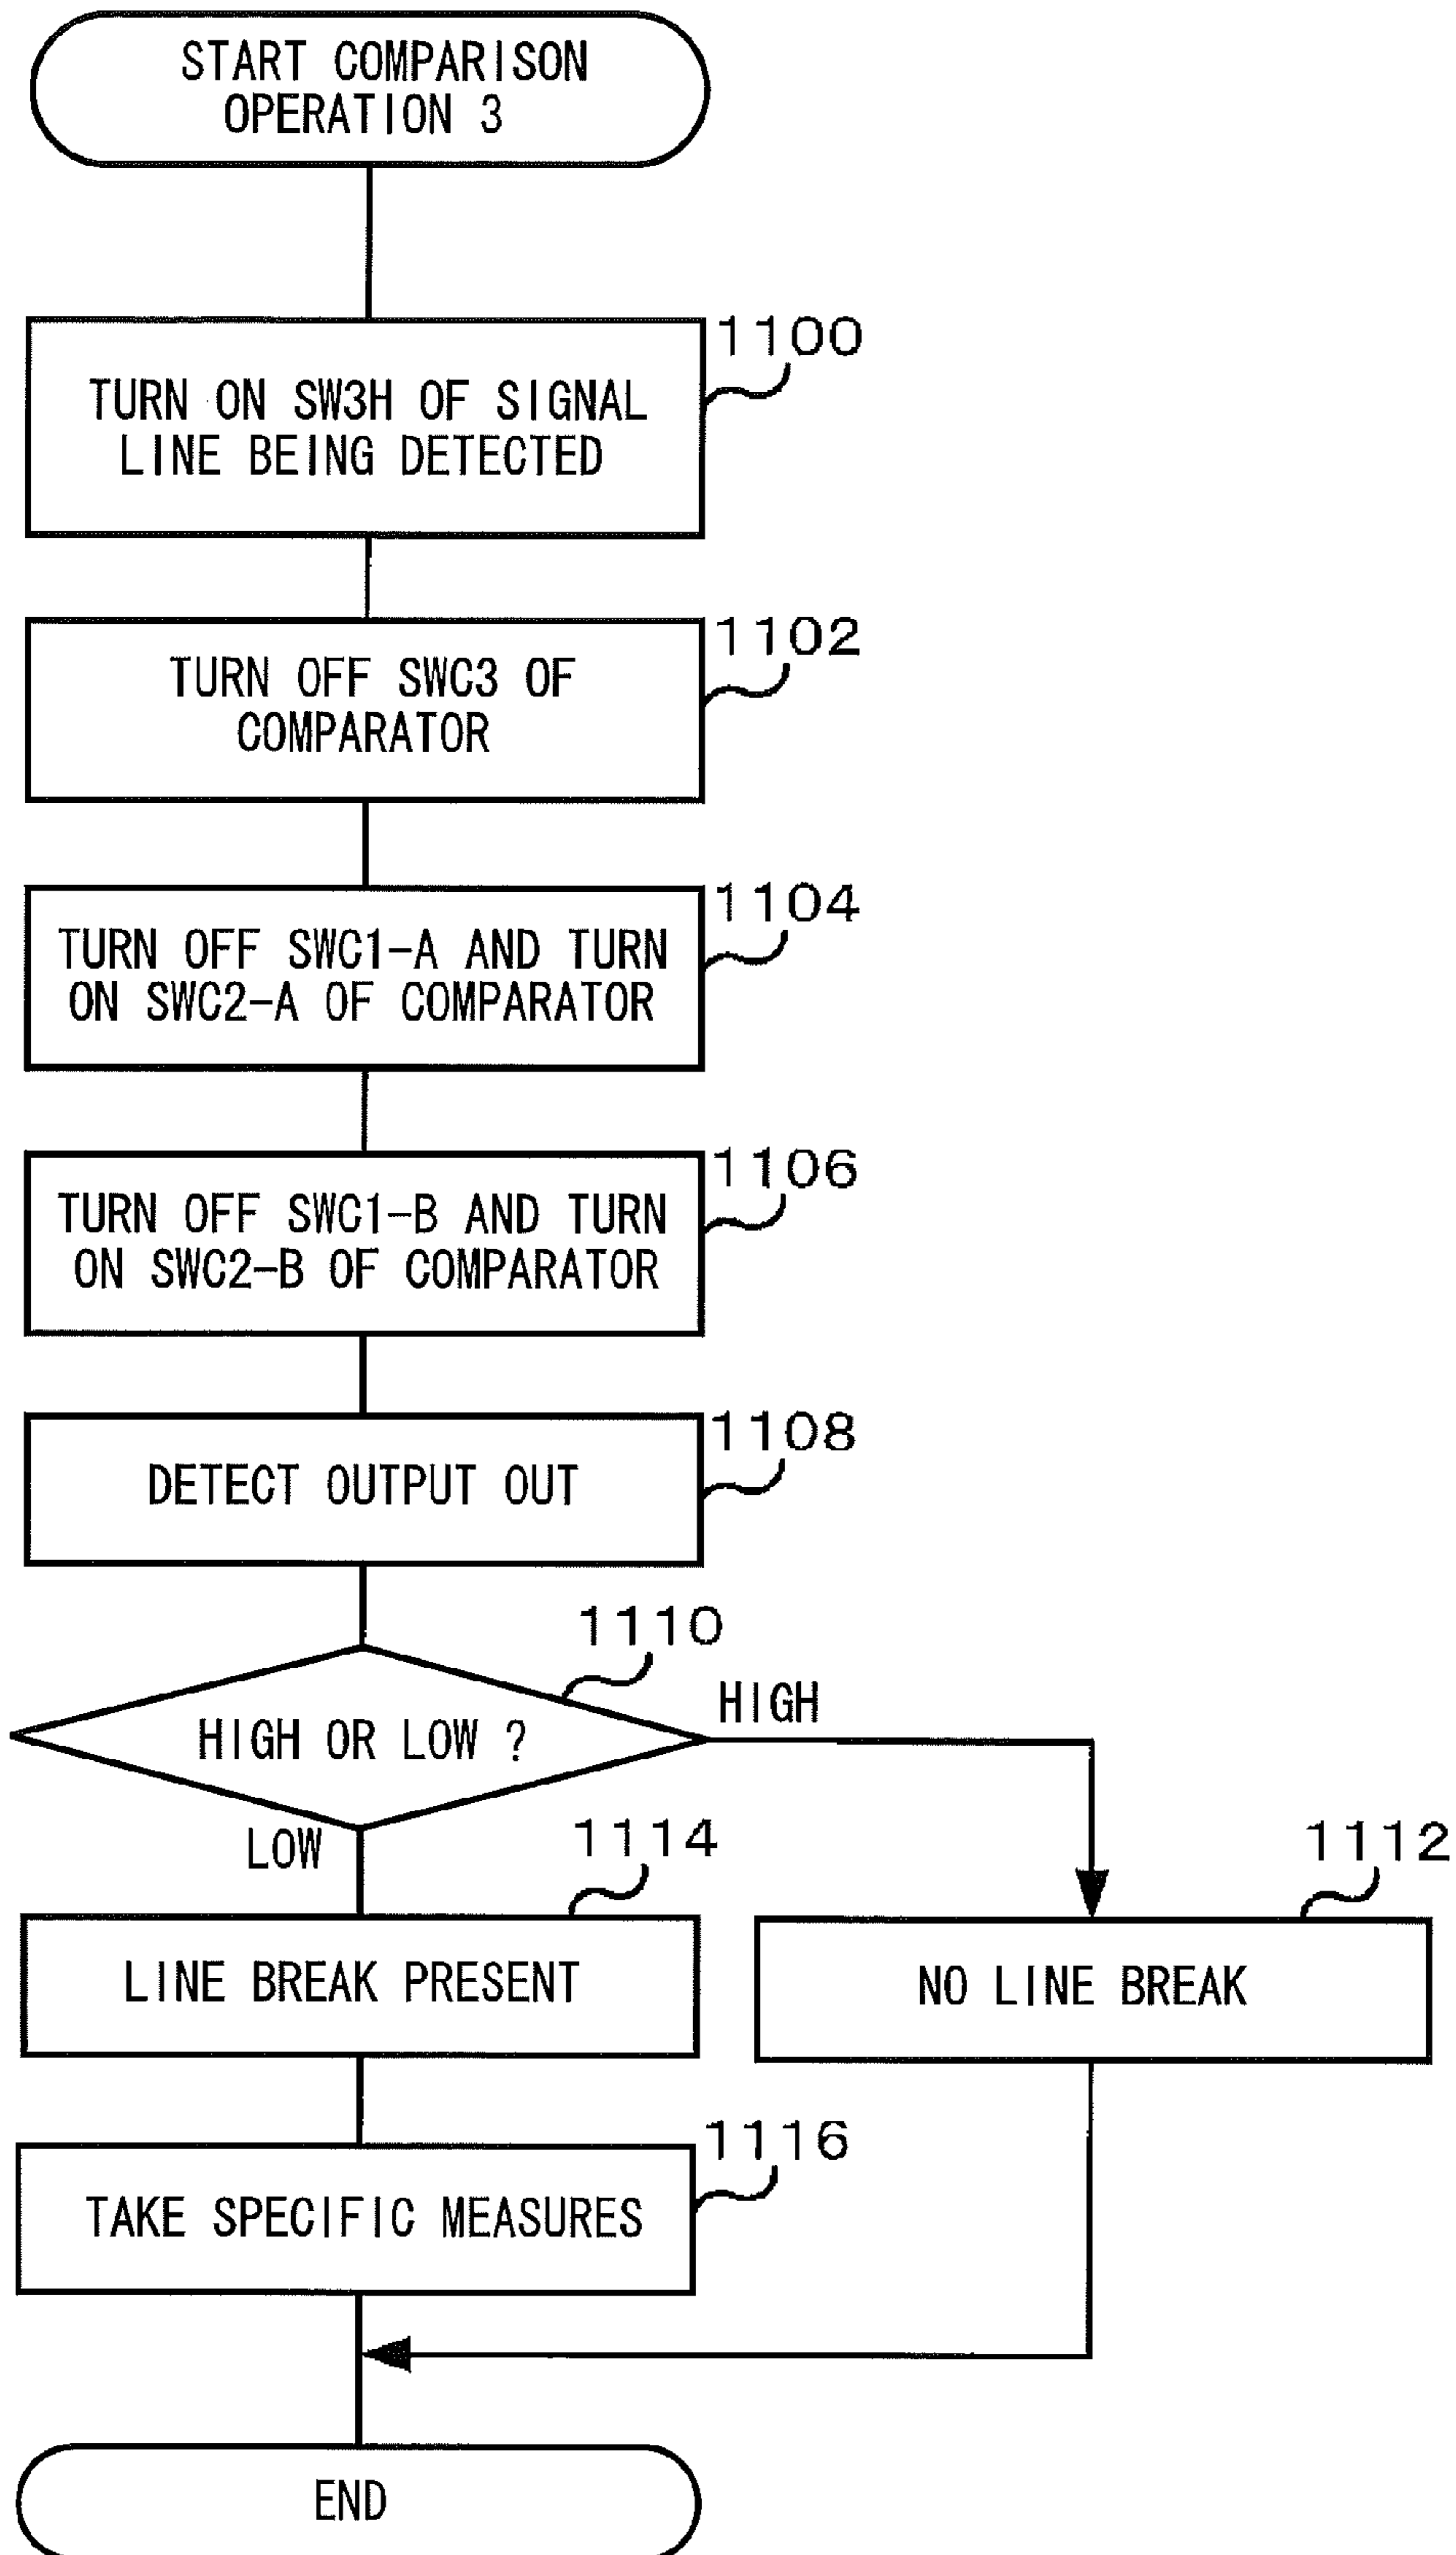 START COMPARISON
OPERATION 3
1100
TURN ON SW3H OF SIGNAL
LINE BEING DETECTED
1102
TURN OFF SWC3 OF
COMPARATOR
1104
TURN OFF SWC1-A AND TURN
ON SWC2-A OF COMPARATOR
1106
TURN OFF SWC1-B AND TURN
ON SWC2-B OF COMPARATOR
1108
DETECT OUTPUT OUT
1110
HIGH OR LOW ?
HIGH
LOW
1114
LINE BREAK PRESENT
1112
NO LINE BREAK
1116
TAKE SPECIFIC MEASURES
END